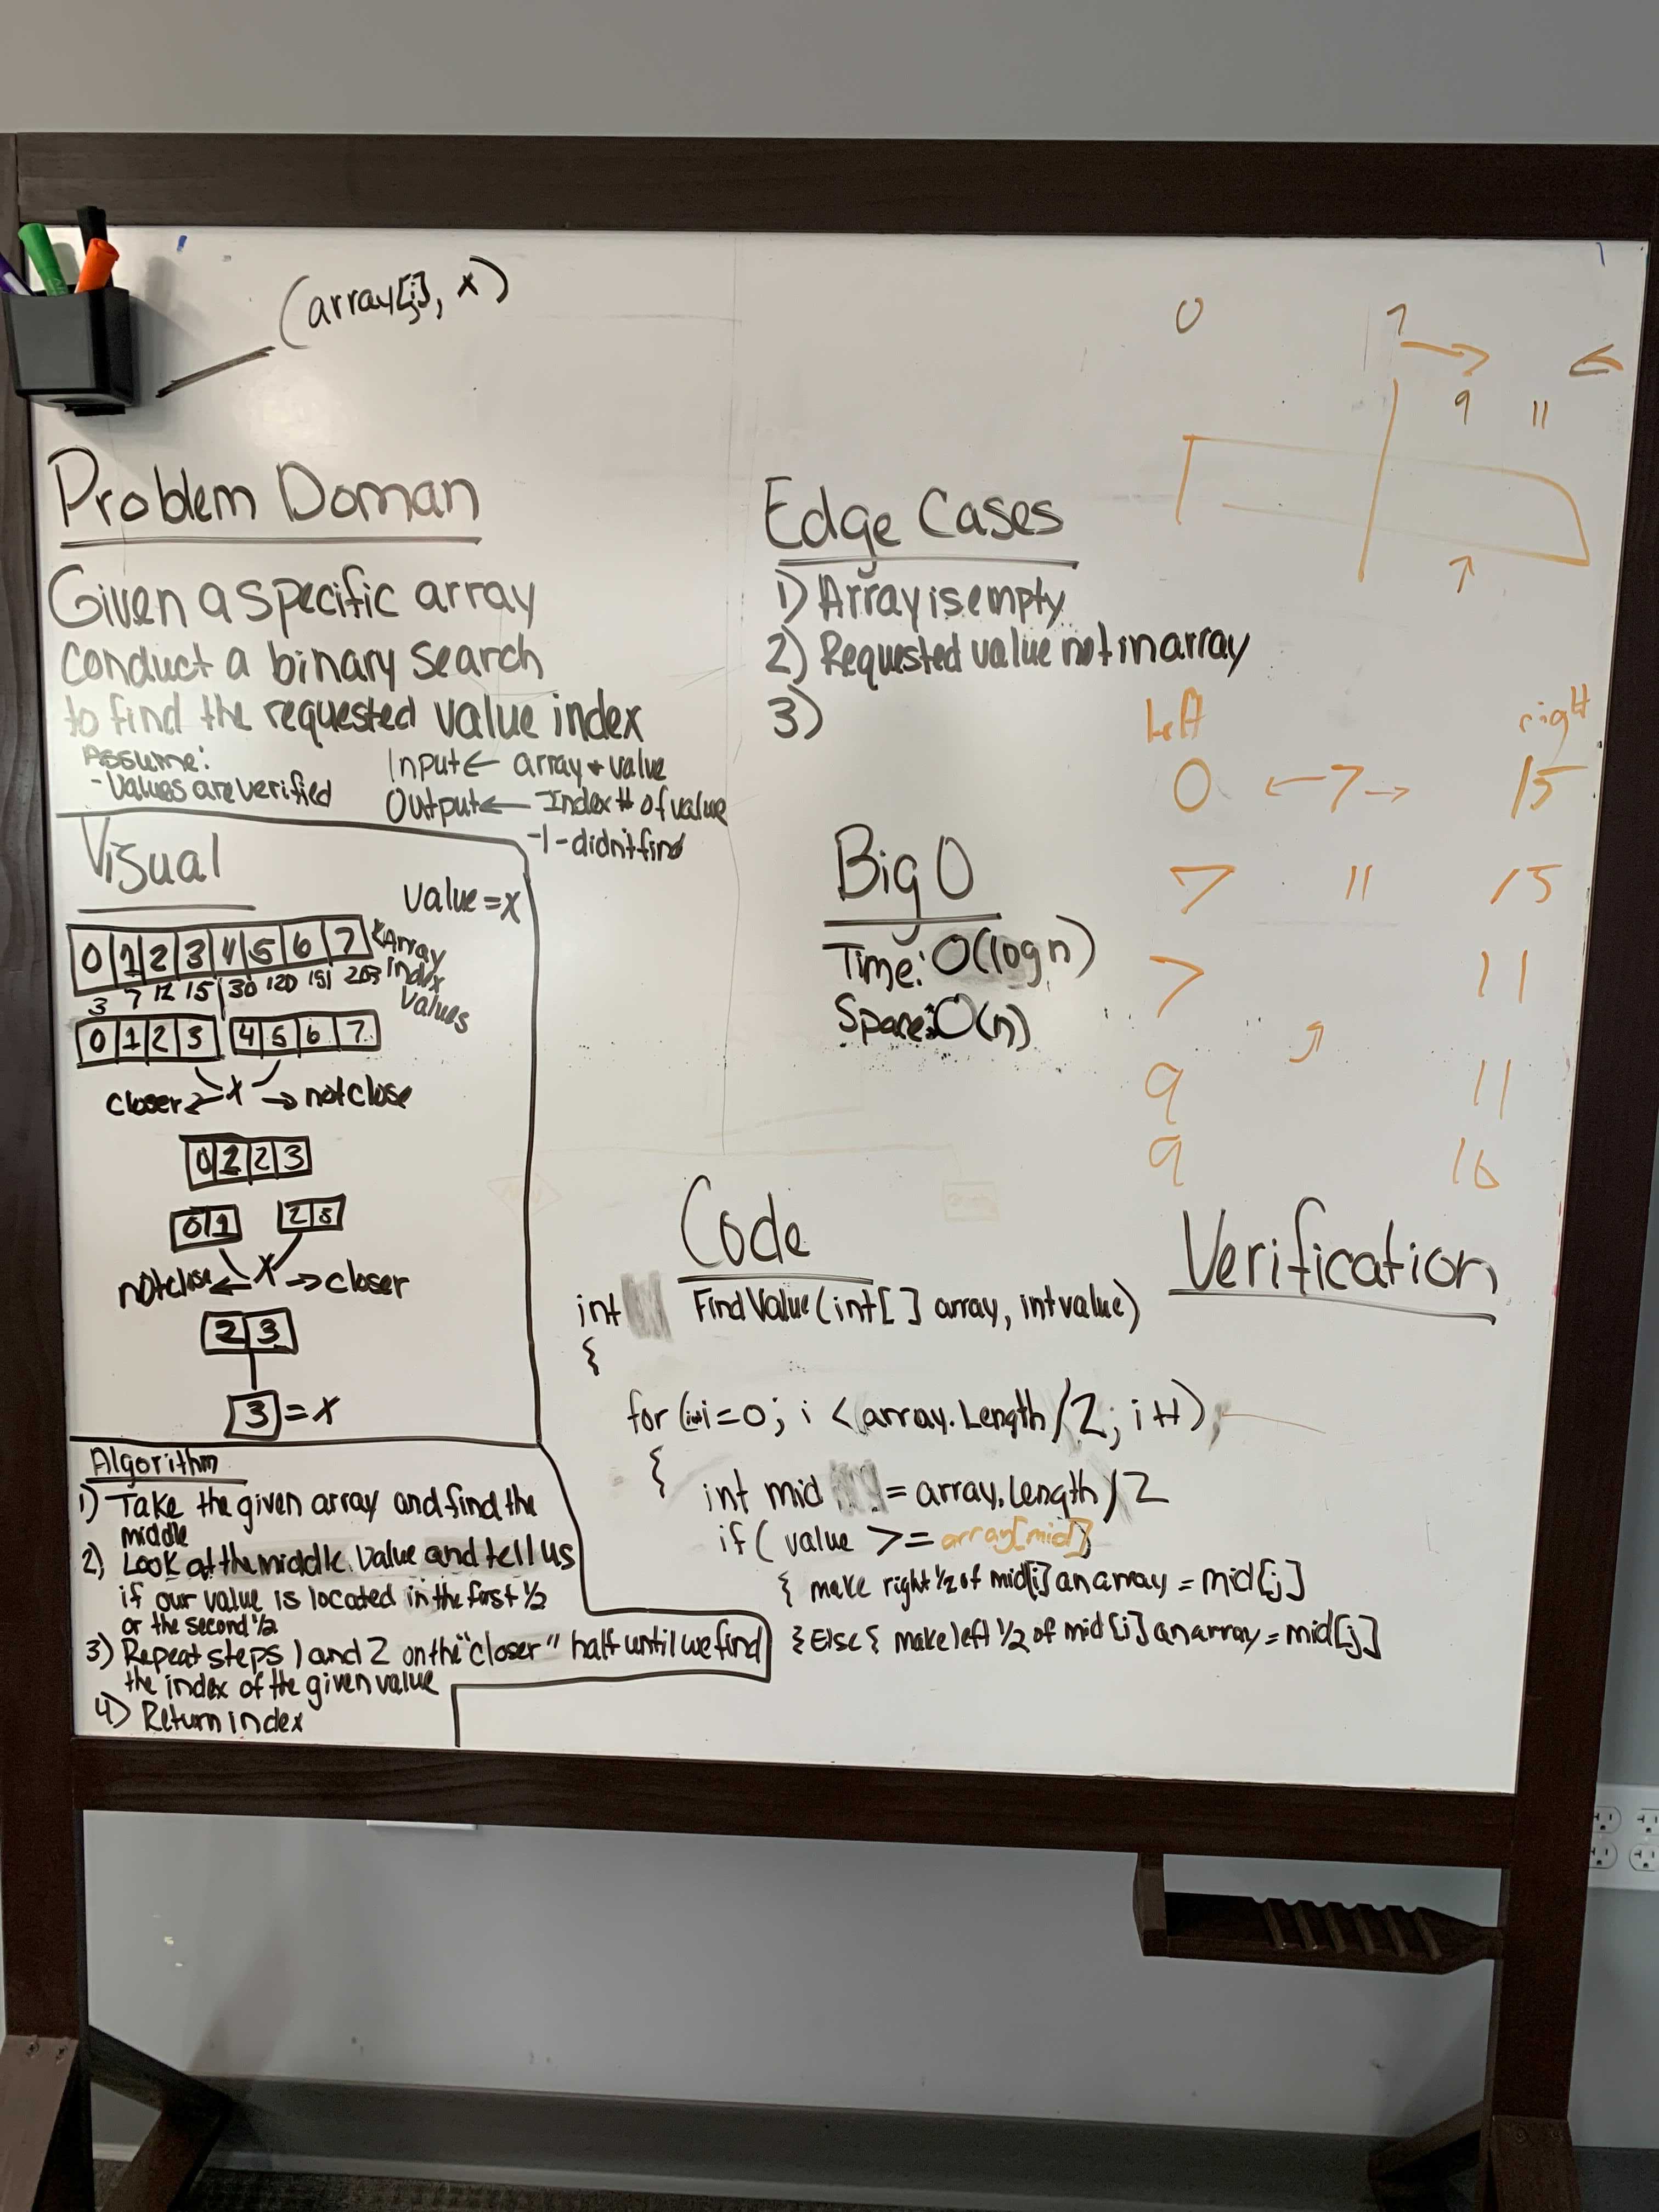 (array[j], x)
Problem Doman
Given a specific array
conduct a binary search
to find the requested value index
Assume:
- Values are verified
Input ← array + value
Output ← Index # of value
-1 - didn't find
Visual
value = x
0 1 2 3 4 5 6 7
Array
Index
3 7 12 15 30 120 191 203
Values
0 1 2 3 4 5 6 7
closer ← x → not close
0 1 2 3
0 1 2 3
not close ← x → closer
2 3
3 = x
Algorithm
1) Take the given array and find the
middle
2) Look at the middle value and tell us
if our value is located in the first 1/2
or the second 1/2
3) Repeat steps 1 and 2 on the "closer" half until we find
the index of the given value
4) Return index
Edge Cases
1) Array is empty
2) Requested value not in array
3)
Big O
Time: O(log n)
Space: O(n)
Code
int FindValue(int[ ] array, int value)
{
for (int i=0; i < array.Length/2; i++);
{ int mid = array.Length/2
if ( value >= array[mid])
{ make right 1/2 of mid[i] an array = mid[j]
} Else { make left 1/2 of mid[i] an array = mid[j]
Verification
0 7
9 11
left right
0 ← 7 → 15
7 11 15
7 11
9 11
9 10